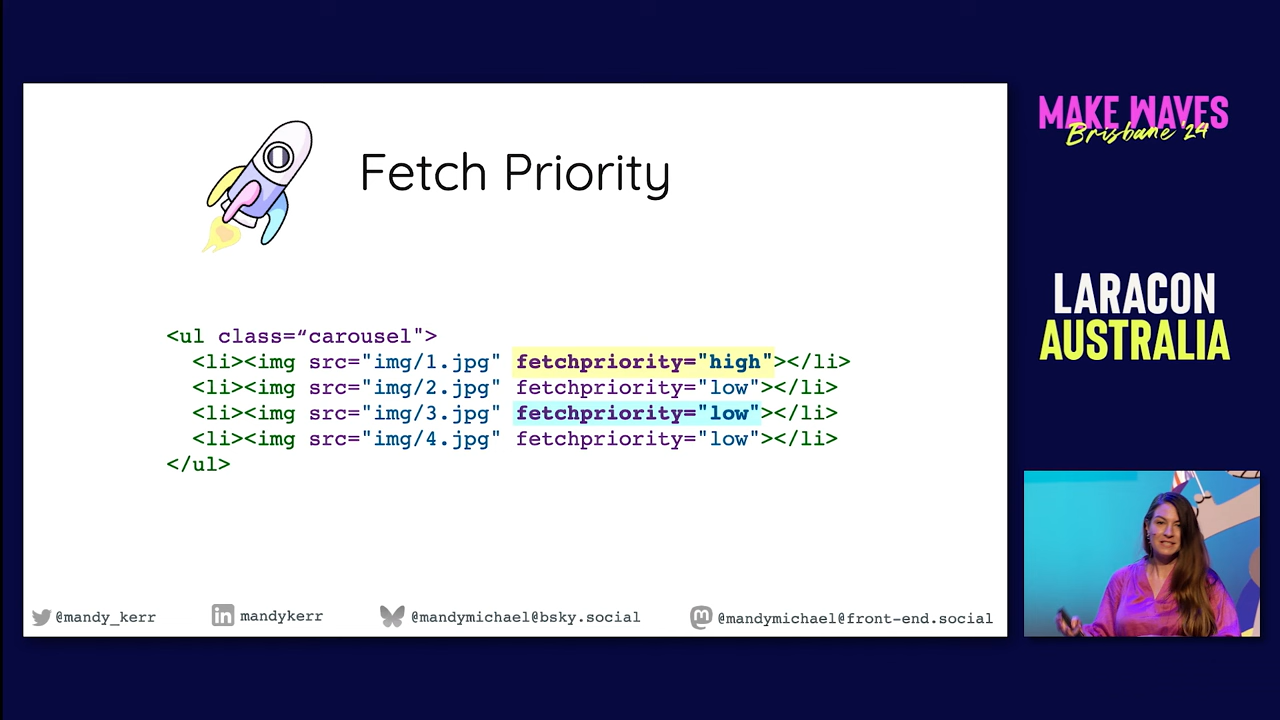 Fetch Priority
<ul class=“carousel">
<li><img src="img/1.jpg" fetchpriority="high"></li>
<li><img src="img/2.jpg" fetchpriority="low"></li>
<li><img src="img/3.jpg" fetchpriority="low"></li>
<li><img src="img/4.jpg" fetchpriority="low"></li>
</ul>
@mandy_kerr mandykerr @mandymichael@bsky.social @mandymichael@front-end.social
MAKE WAVES
Brisbane '24
LARACON
AUSTRALIA